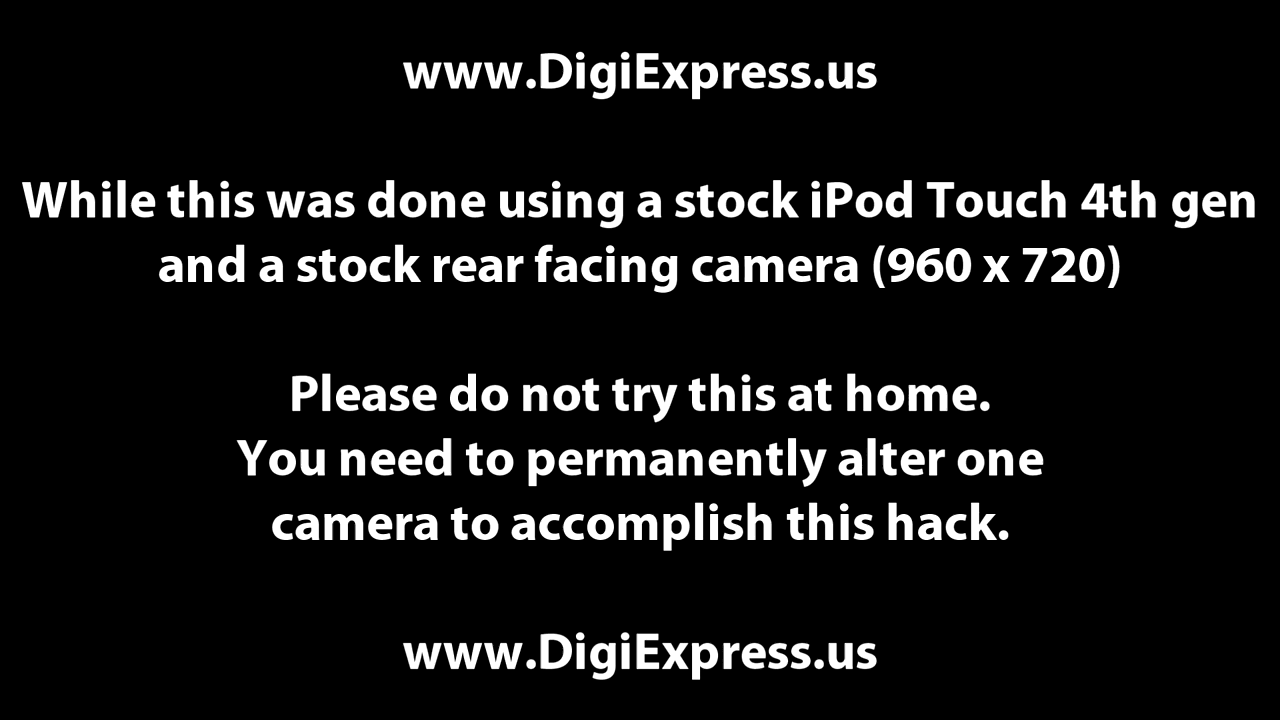 www.DigiExpress.us
While this was done using a stock iPod Touch 4th gen
and a stock rear facing camera (960 x 720)
Please do not try this at home.
You need to permanently alter one
camera to accomplish this hack.
www.DigiExpress.us